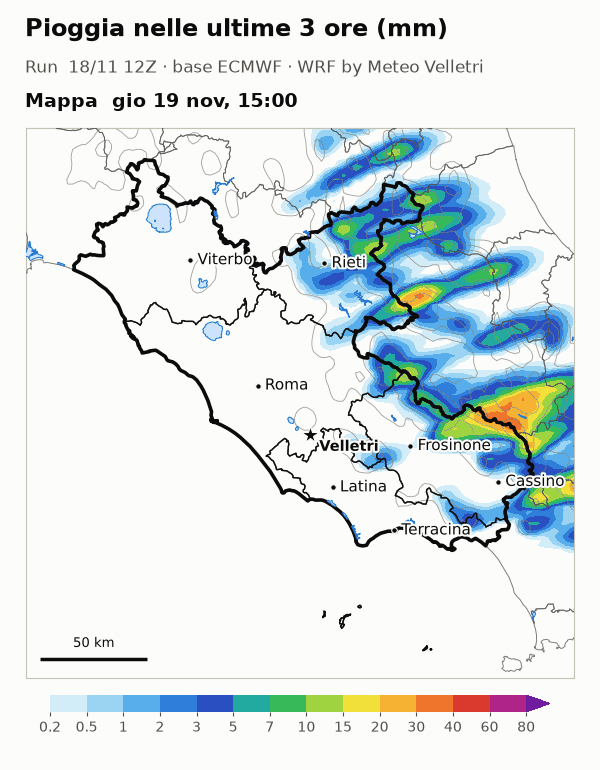 Pioggia nelle ultime 3 ore (mm)
Run  18/11 12Z · base ECMWF · WRF by Meteo Velletri
Mappa  gio 19 nov, 15:00
Viterbo
Rieti
Roma
Velletri
Frosinone
Latina
Cassino
Terracina
50 km
0.2 0.5 1 2 3 5 7 10 15 20 30 40 60 80